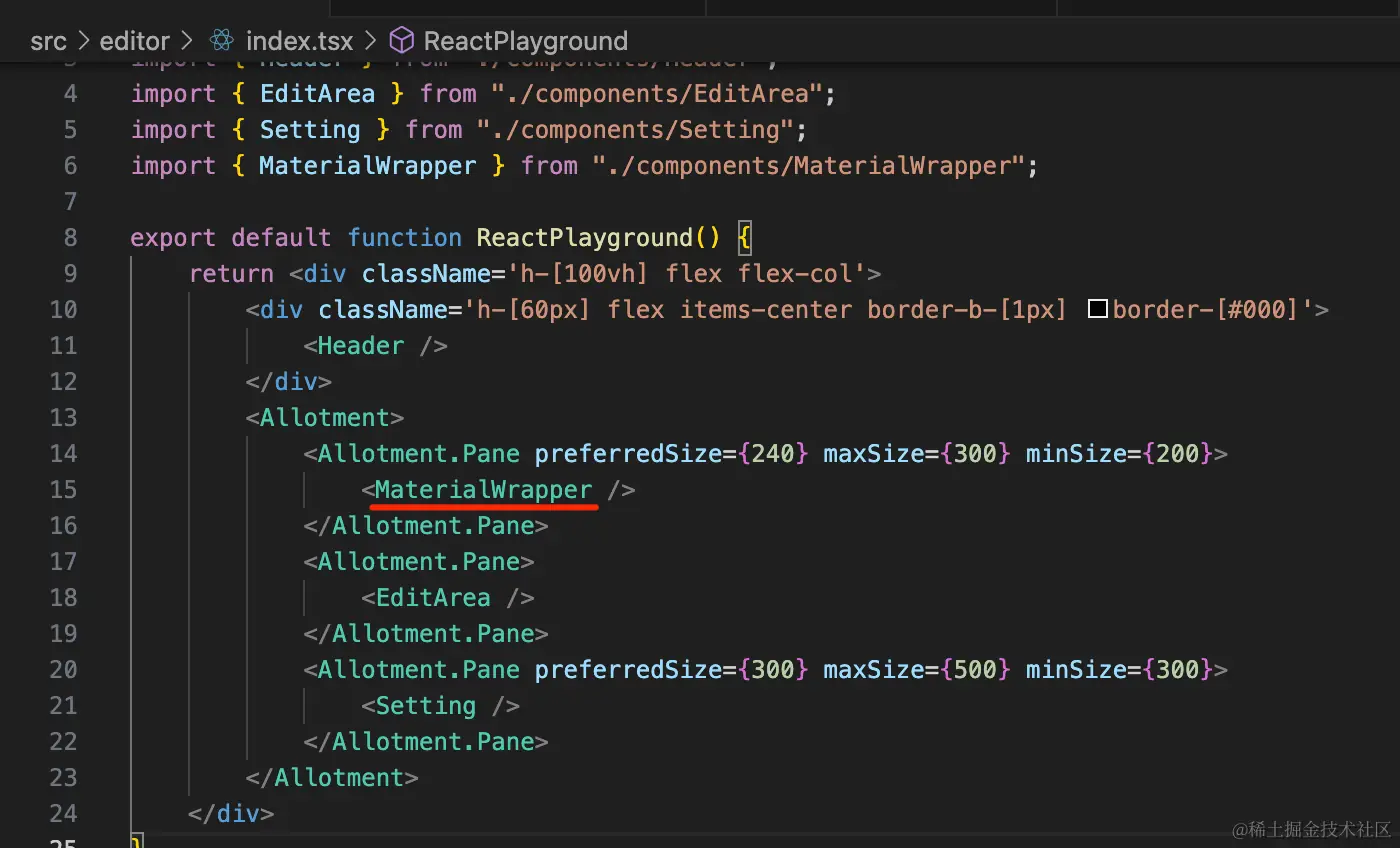 src > editor > index.tsx > ReactPlayground
3 import { Header } from "./components/Header";
4 import { EditArea } from "./components/EditArea";
5 import { Setting } from "./components/Setting";
6 import { MaterialWrapper } from "./components/MaterialWrapper";
7
8 export default function ReactPlayground() {
9     return <div className='h-[100vh] flex flex-col'>
10         <div className='h-[60px] flex items-center border-b-[1px] border-[#000]'>
11             <Header />
12         </div>
13         <Allotment>
14             <Allotment.Pane preferredSize={240} maxSize={300} minSize={200}>
15                 <MaterialWrapper />
16             </Allotment.Pane>
17             <Allotment.Pane>
18                 <EditArea />
19             </Allotment.Pane>
20             <Allotment.Pane preferredSize={300} maxSize={500} minSize={300}>
21                 <Setting />
22             </Allotment.Pane>
23         </Allotment>
24     </div>
25 }
@稀土掘金技术社区